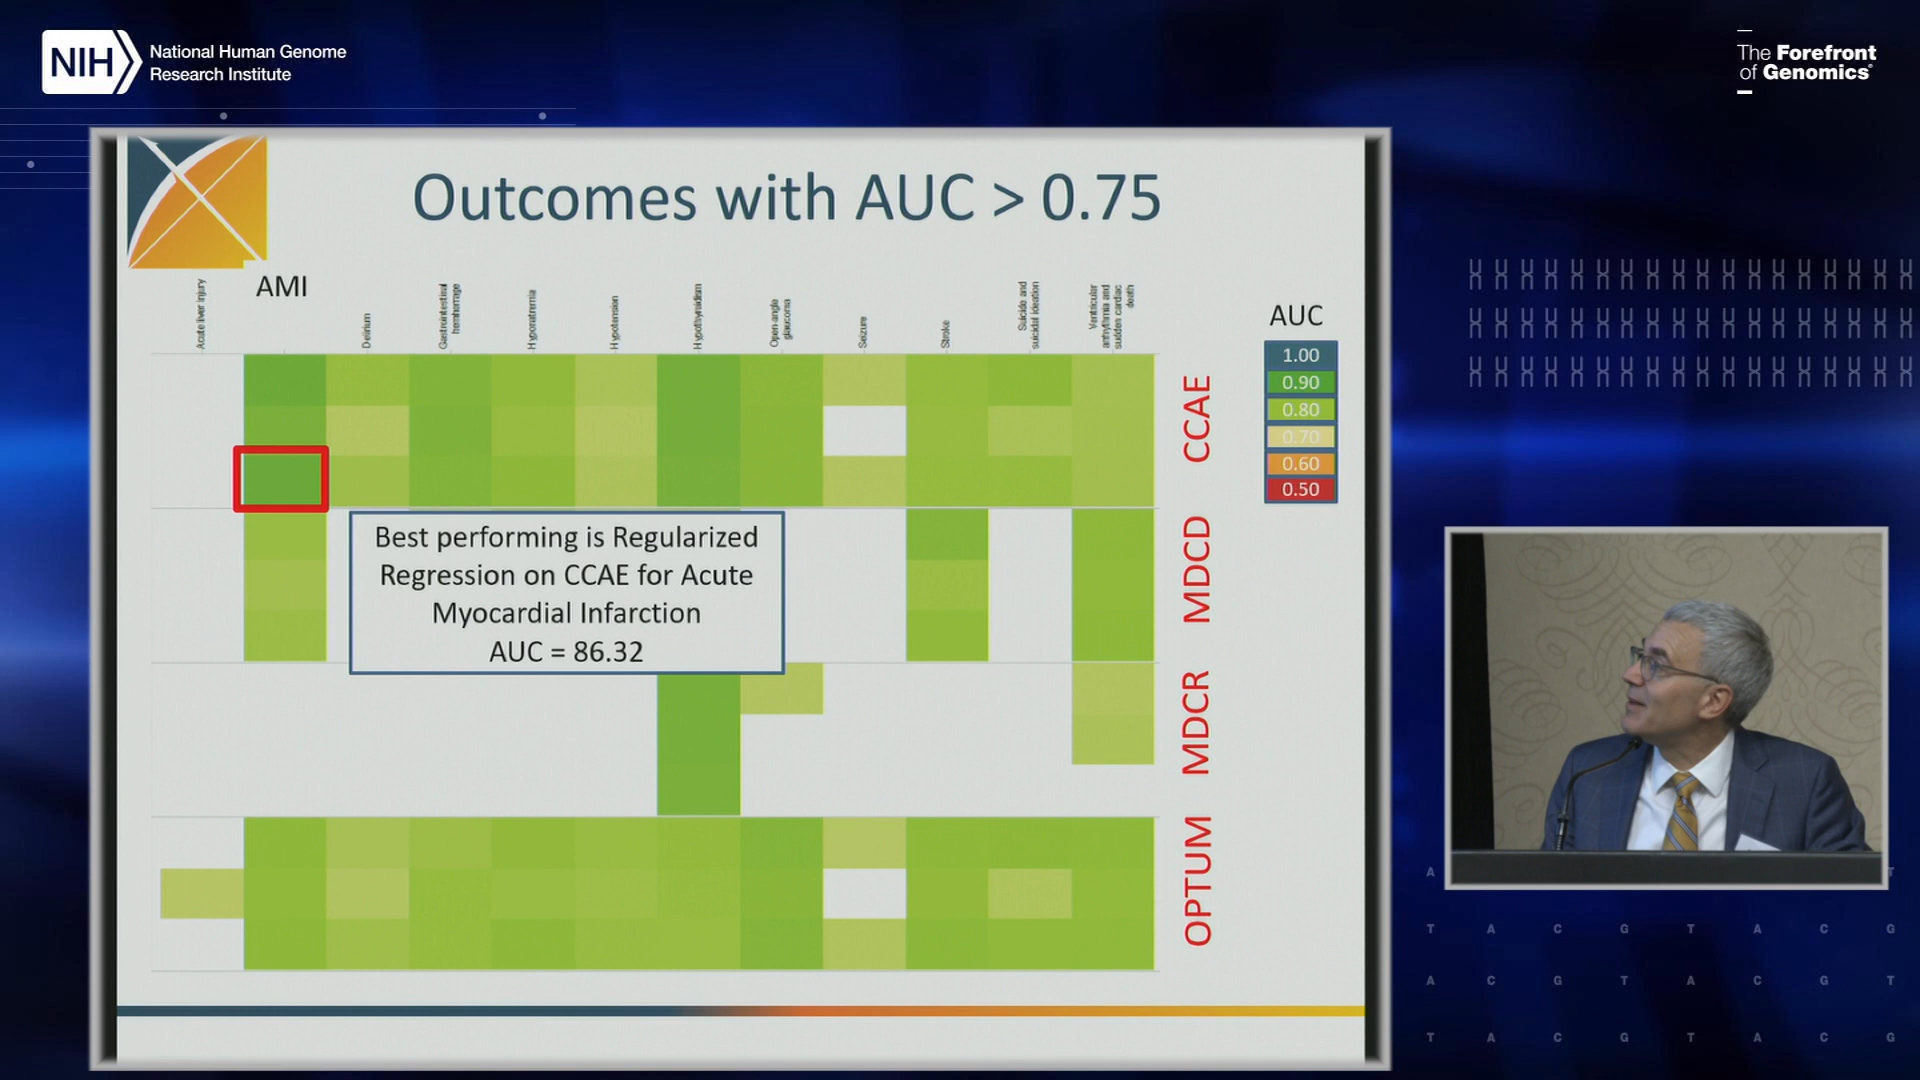 NIH
National Human Genome
Research Institute
The Forefront
of Genomics®
Outcomes with AUC > 0.75
Acute liver injury
AMI
Delirium
Gastrointestinal
hemorrhage
Hyponatremia
Hypotension
Hypothyroidism
Open-angle
glaucoma
Seizure
Stroke
Suicide and
suicidal ideation
Ventricular
arrhythmia and
sudden cardiac
death
AUC
1.00
0.90
0.80
0.70
0.60
0.50
CCAE
MDCD
MDCR
OPTUM
Best performing is Regularized
Regression on CCAE for Acute
Myocardial Infarction
AUC = 86.32
A T
T A C G T A C G
A C G T A C G T
T A C G T A C G